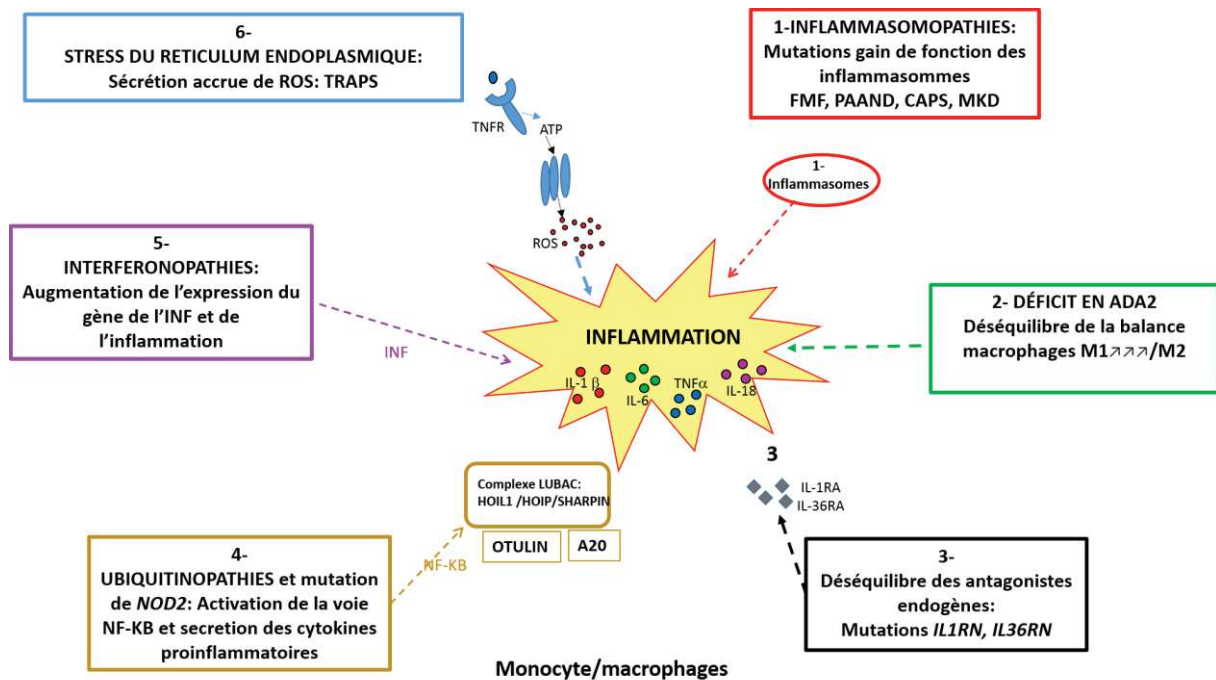 6-
STRESS DU RETICULUM ENDOPLASMIQUE:
Sécrétion accrue de ROS: TRAPS
1-INFLAMMASOMOPATHIES:
Mutations gain de fonction des
inflammasommes
FMF, PAAND, CAPS, MKD
TNFR
ATP
ROS
1-
Inflammasomes
5-
INTERFERONOPATHIES:
Augmentation de l’expression du
gène de l’INF et de
l’inflammation
INF
INFLAMMATION
IL-1 β
IL-6
TNFα
IL-18
2- DÉFICIT EN ADA2
Déséquilibre de la balance
macrophages M1↗↗↗/M2
3
IL-1RA
IL-36RA
Complexe LUBAC:
HOIL1 /HOIP/SHARPIN
OTULIN
A20
NF-KB
4-
UBIQUITINOPATHIES et mutation
de NOD2: Activation de la voie
NF-KB et secretion des cytokines
proinflammatoires
3-
Déséquilibre des antagonistes
endogènes:
Mutations IL1RN, IL36RN
Monocyte/macrophages